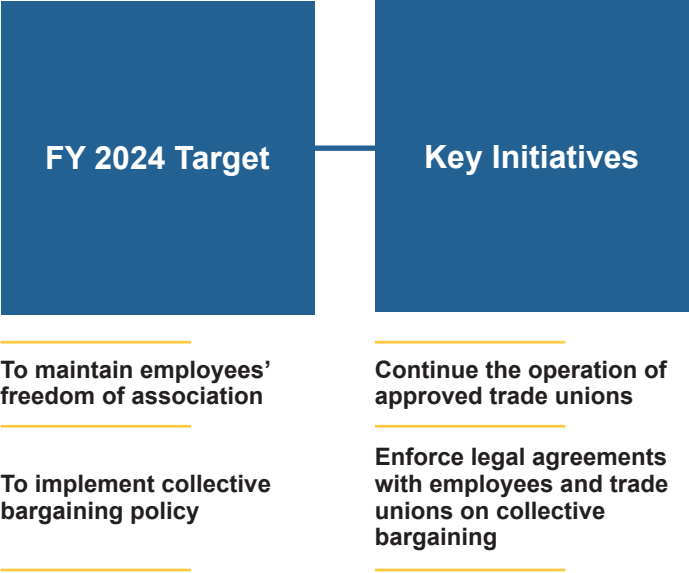 FY 2024 Target
Key Initiatives
To maintain employees’
freedom of association
Continue the operation of
approved trade unions
To implement collective
bargaining policy
Enforce legal agreements
with employees and trade
unions on collective
bargaining